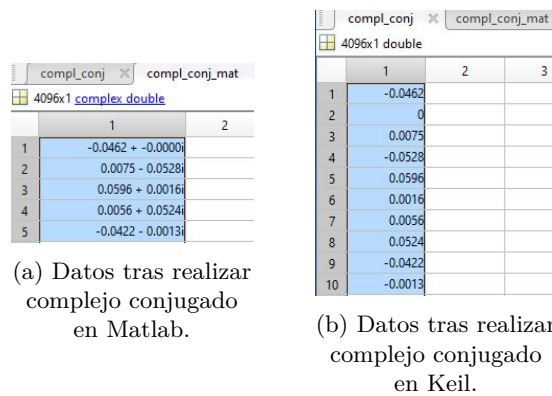 compl_conj compl_conj_mat
4096x1 complex double
1 2
1 -0.0462 + -0.0000i
2 0.0075 - 0.0528i
3 0.0596 + 0.0016i
4 0.0056 + 0.0524i
5 -0.0422 - 0.0013i
(a) Datos tras realizar
complejo conjugado
en Matlab.
compl_conj compl_conj_mat
4096x1 double
1 2 3
1 -0.0462
2 0
3 0.0075
4 -0.0528
5 0.0596
6 0.0016
7 0.0056
8 0.0524
9 -0.0422
10 -0.0013
(b) Datos tras realizar
complejo conjugado
en Keil.